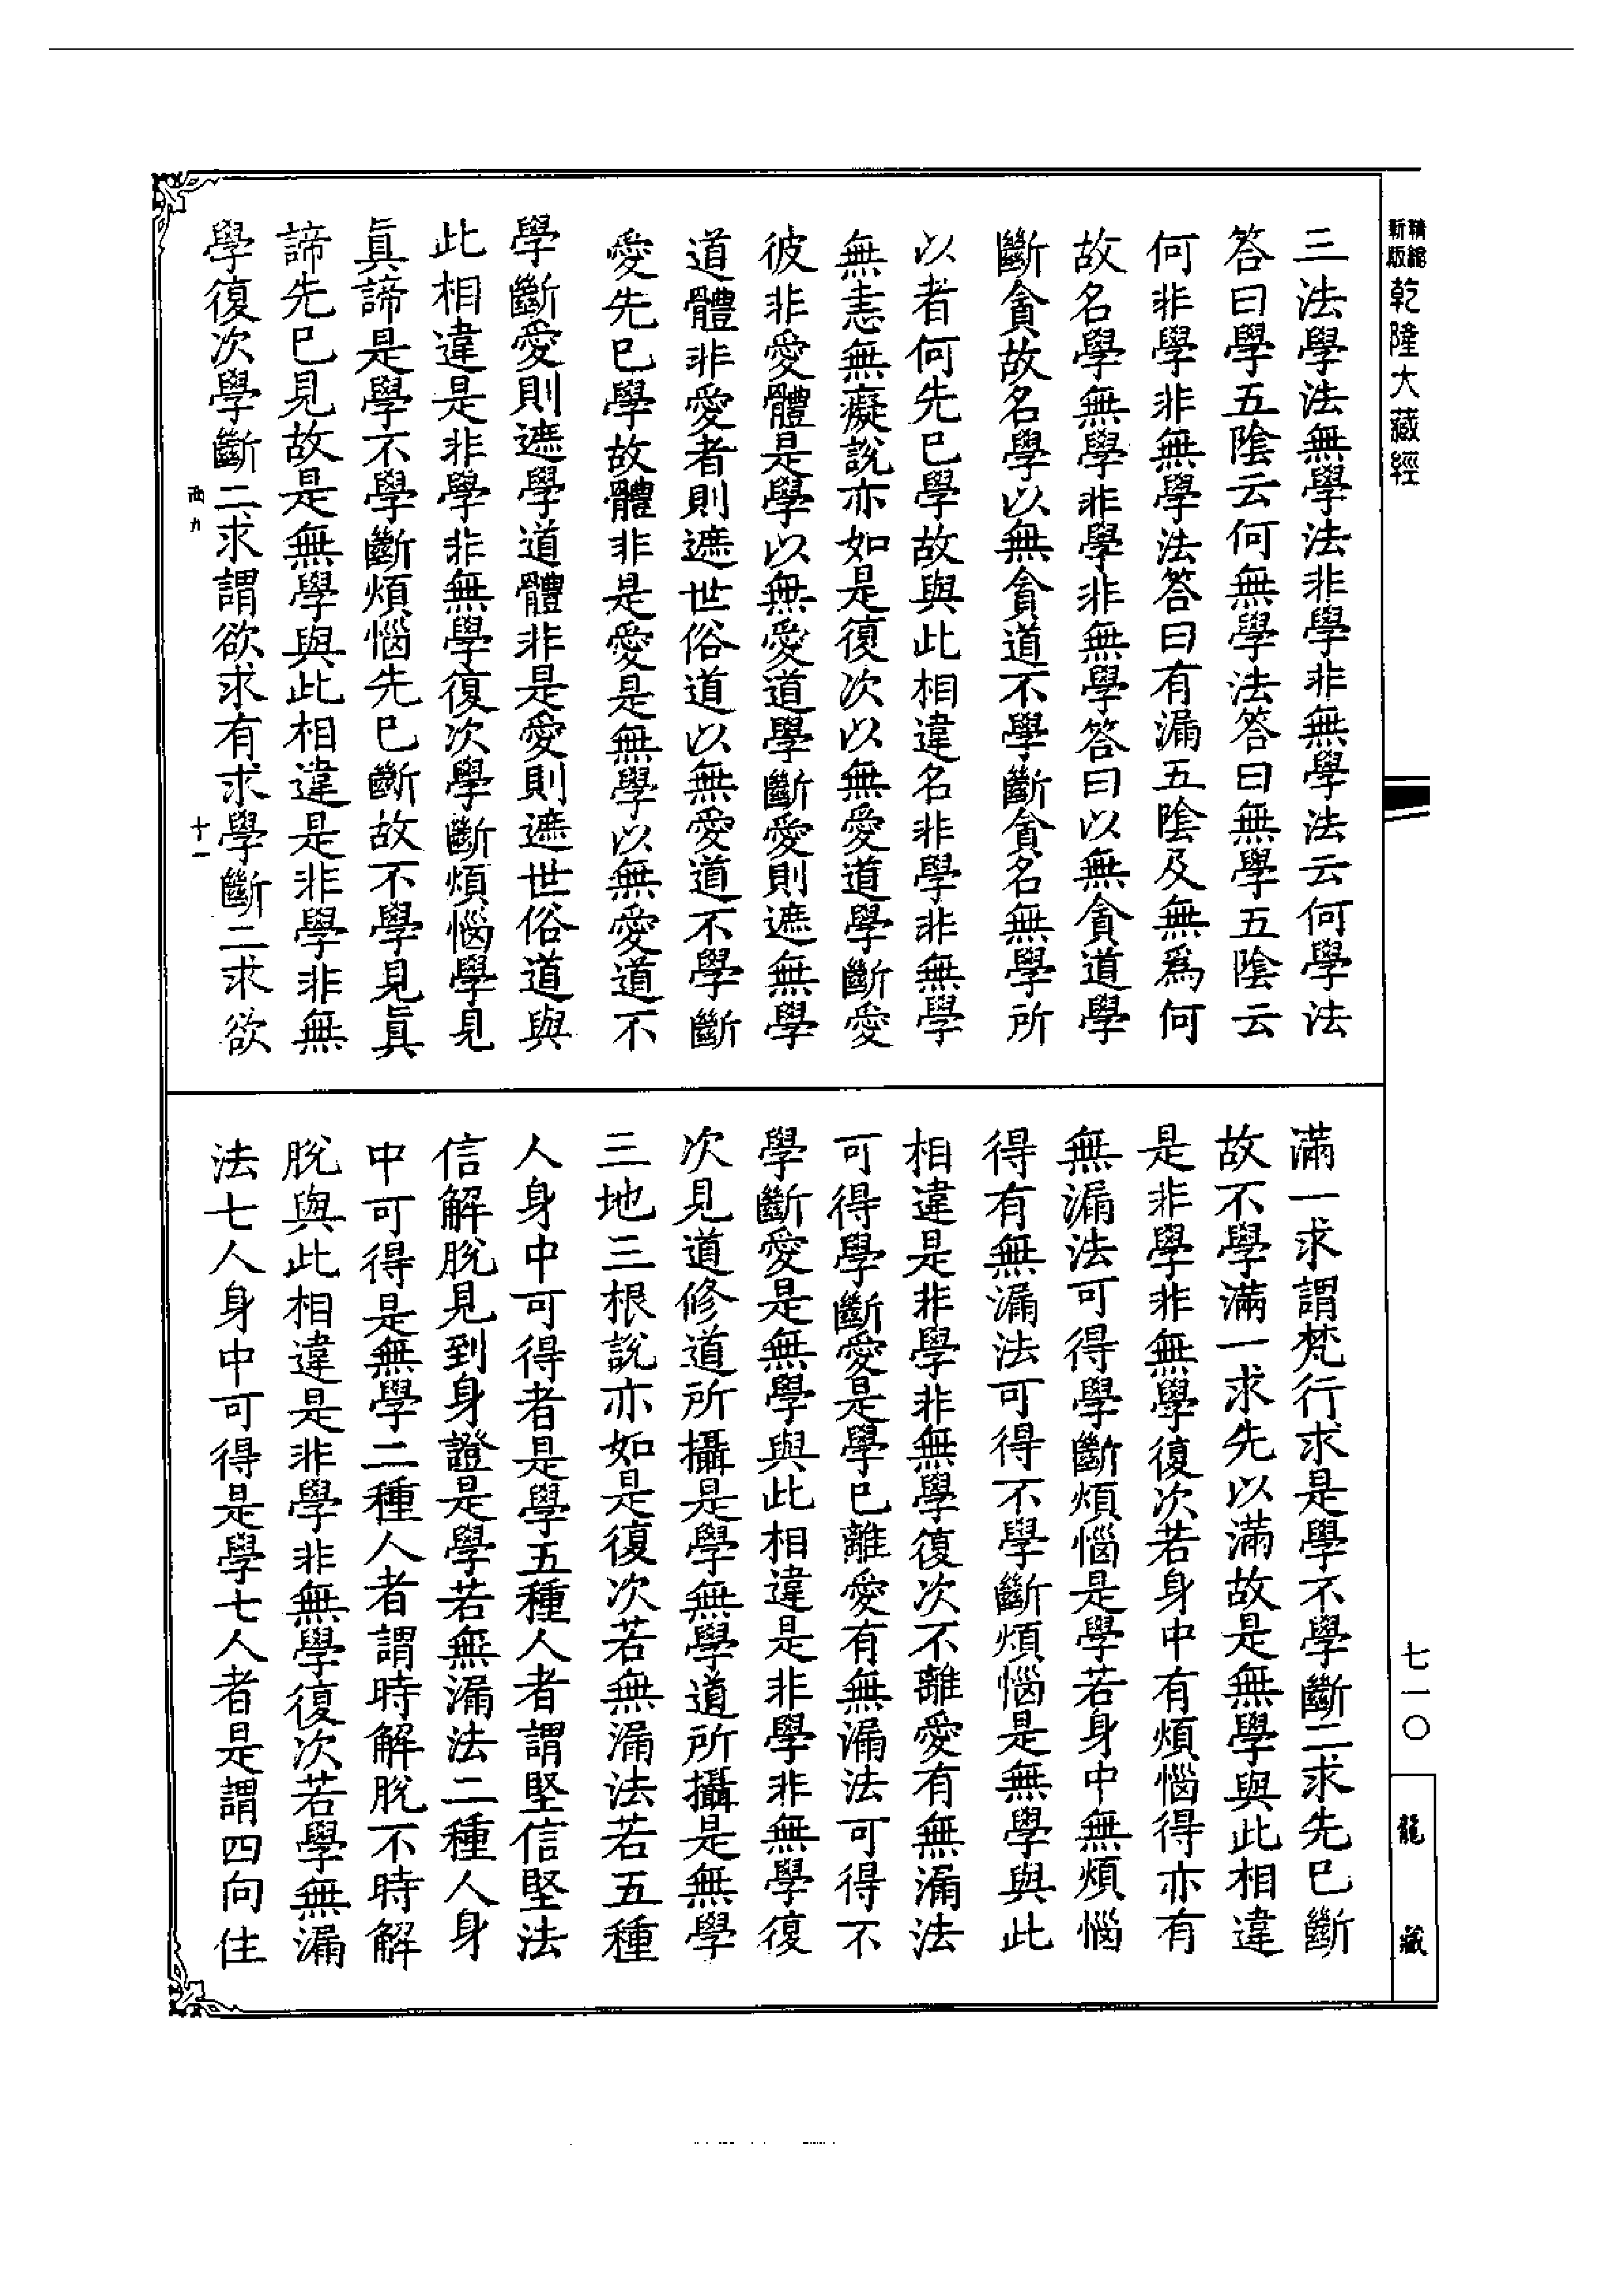 精縮新版乾隆大藏經
三法學法無學法非學非無學法云何學法
答曰學五陰云何無學法答曰無學五陰云
何非學非無學法答曰有漏五陰及無爲何
故名學無學非學非無學答曰以無貪道學
斷貪故名學以無貪道不學斷貪名無學所
以者何先已學故與此相違名非學非無學
無恚無癡說亦如是復次以無愛道學斷愛
彼非愛體是學以無愛道學斷愛則遮無學
道體非愛者則遮世俗道以無愛道不學斷
愛先已學故體非是愛是無學以無愛道不
學斷愛則遮學道體非是愛則遮世俗道與
此相違是非學非無學復次學斷煩惱學見
眞諦是學不學斷煩惱先已斷故不學見眞
諦先已見故是無學與此相違是非學非無
學復次學斷二求謂欲求有求學斷二求欲
十一
滿一求謂梵行求是學不學斷二求先已斷
故不學滿一求先以滿故是無學與此相違
是非學非無學復次若身中有煩惱得亦有
無漏法可得學斷煩惱是學若身中無煩惱
得有無漏法可得不學斷煩惱是無學與此
相違是非學非無學復次不離愛有無漏法
可得學斷愛是學已離愛有無漏法可得不
學斷愛是無學與此相違是非學非無學復
次見道修道所攝是學無學道所攝是無學
三地三根說亦如是復次若無漏法若五種
人身中可得者是學五種人者謂堅信堅法
信解脫見到身證是學若無漏法二種人身
中可得是無學二種人者謂時解脫不時解
脫與此相違是非學非無學復次若學無漏
法七人身中可得是學七人者是謂四向住
七一〇
龍藏